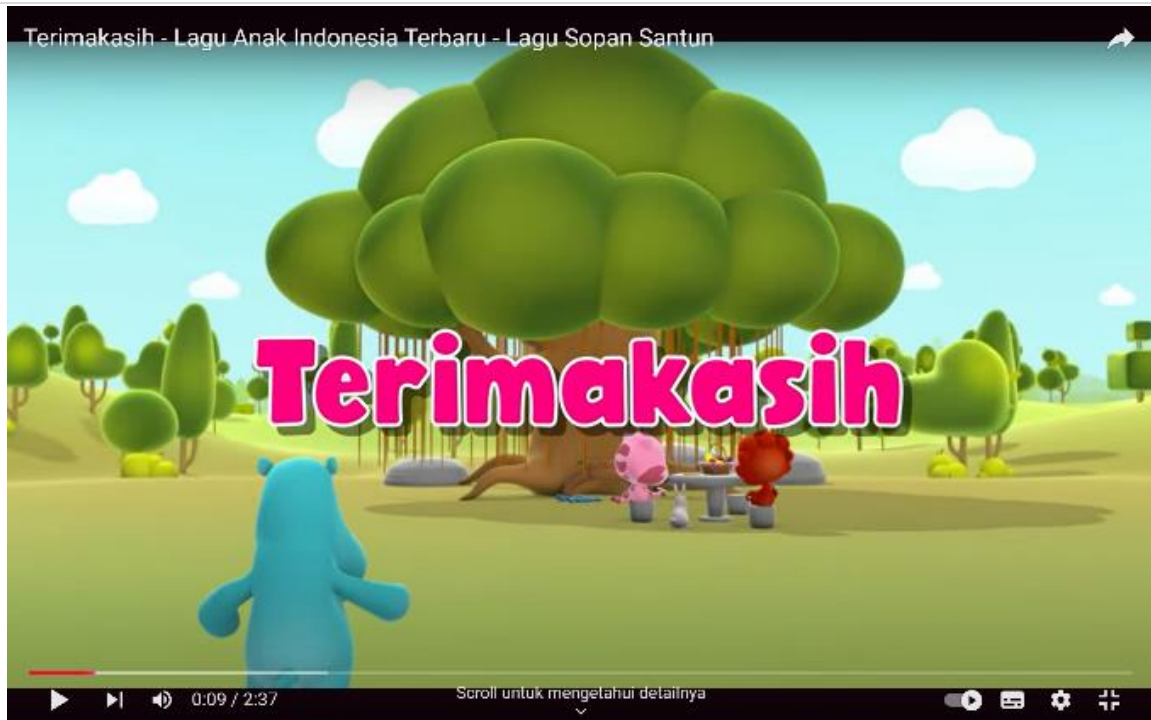 Terimakasih - Lagu Anak Indonesia Terbaru - Lagu Sopan Santun
Terimakasih
0:09 / 2:37
Scroll untuk mengetahui detailnya